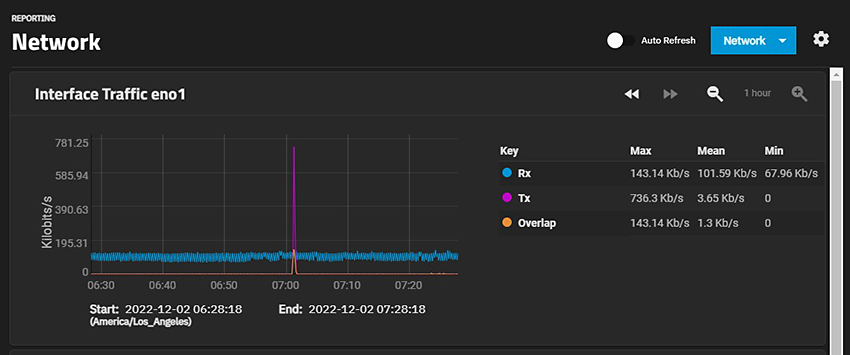 REPORTING
Network
Auto Refresh
Network
Interface Traffic eno1
1 hour
Kilobits/s
781.25
585.94
390.63
195.31
0
06:30 06:40 06:50 07:00 07:10 07:20
Start: 2022-12-02 06:28:18 End: 2022-12-02 07:28:18
(America/Los_Angeles)
Key Max Mean Min
Rx 143.14 Kb/s 101.59 Kb/s 67.96 Kb/s
Tx 736.3 Kb/s 3.65 Kb/s 0
Overlap 143.14 Kb/s 1.3 Kb/s 0